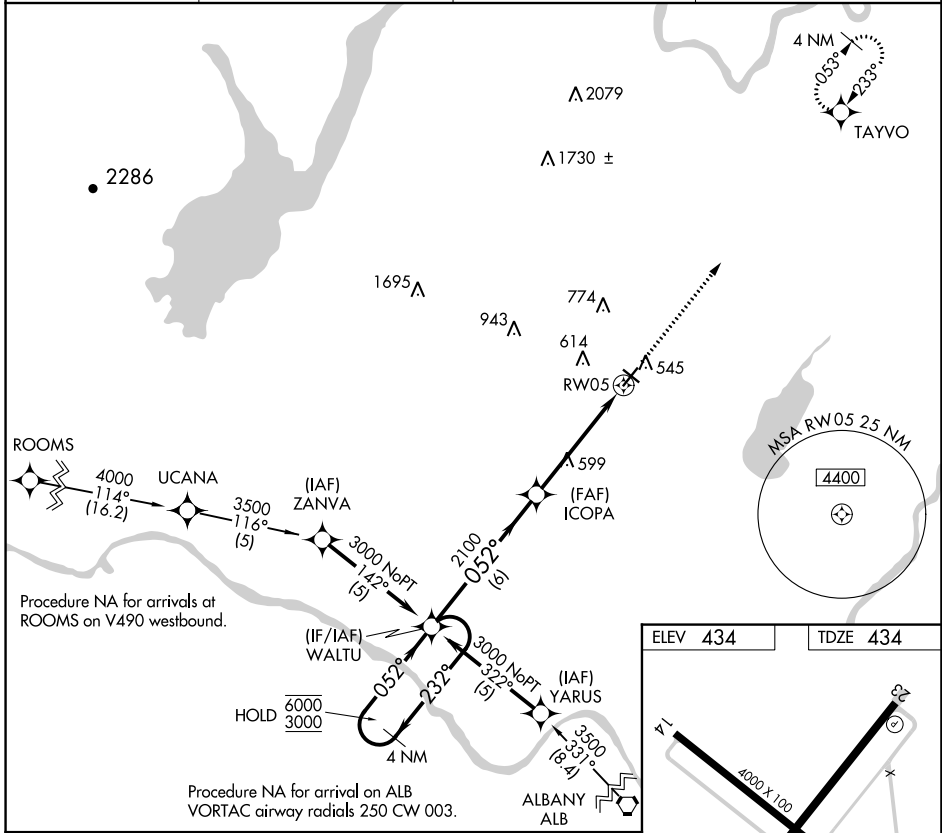 4 NM
053°
233°
TAYVO
2079
1730 ±
2286
1695
943
774
614
545
RW05
MSA RW05 25 NM
4400
ROOMS
4000
114°
(16.2)
UCANA
3500
116°
(5)
(IAF)
ZANVA
3000 NoPT
142°
(5)
599
(FAF)
ICOPA
2100
052°
(6)
Procedure NA for arrivals at
ROOMS on V490 westbound.
(IF/IAF)
WALTU
052°
232°
HOLD
6000
3000
4 NM
3000 NoPT
322°
(5)
(IAF)
YARUS
3500
331°
(8.4)
ALBANY
ALB
Procedure NA for arrival on ALB
VORTAC airway radials 250 CW 003.
ELEV 434
TDZE 434
14
23
P
X
4000 X 100